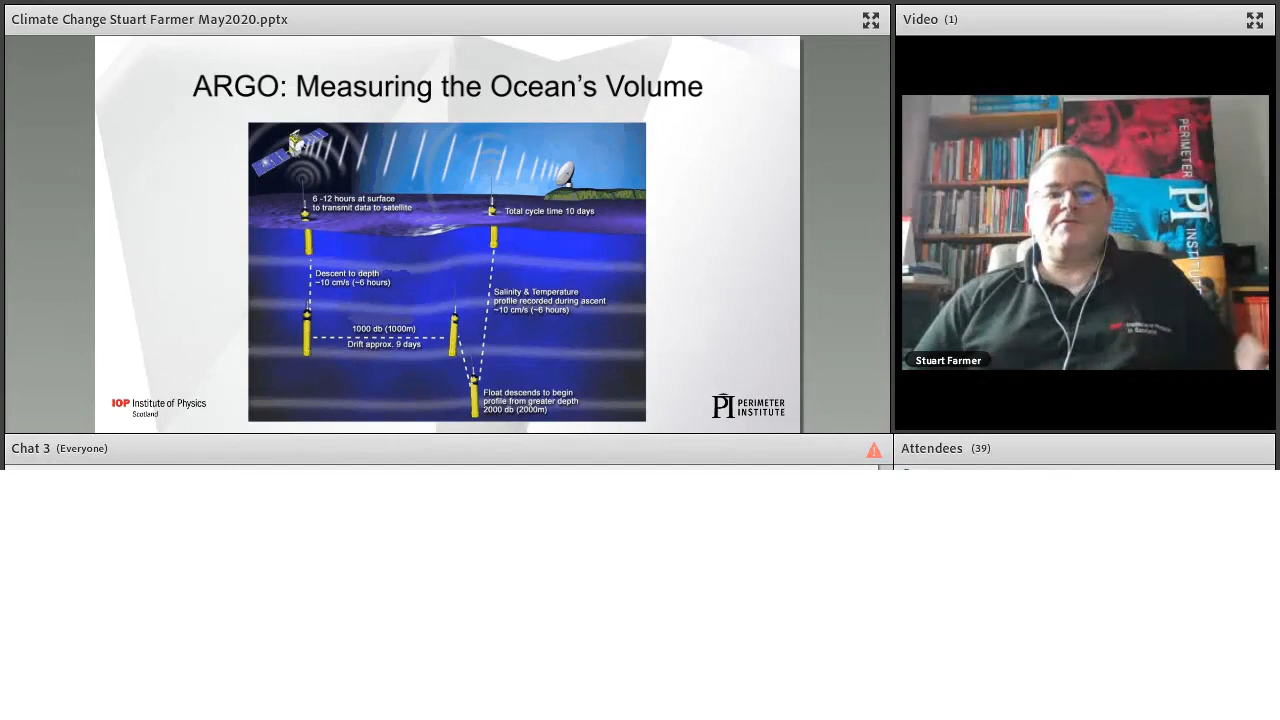 Climate Change Stuart Farmer May2020.pptx
ARGO: Measuring the Ocean's Volume
6 -12 hours at surface
to transmit data to satellite
Total cycle time 10 days
Descent to depth
~10 cm/s (~6 hours)
Salinity & Temperature
profile recorded during ascent
~10 cm/s (~6 hours)
1000 db (1000m)
Drift approx. 9 days
Float descends to begin
profile from greater depth
2000 db (2000m)
IOP Institute of Physics
Scotland
PI PERIMETER
INSTITUTE
Video (1)
PERIMETER
PI
INSTITUTE
Stuart Farmer
Chat 3 (Everyone)
Attendees (39)